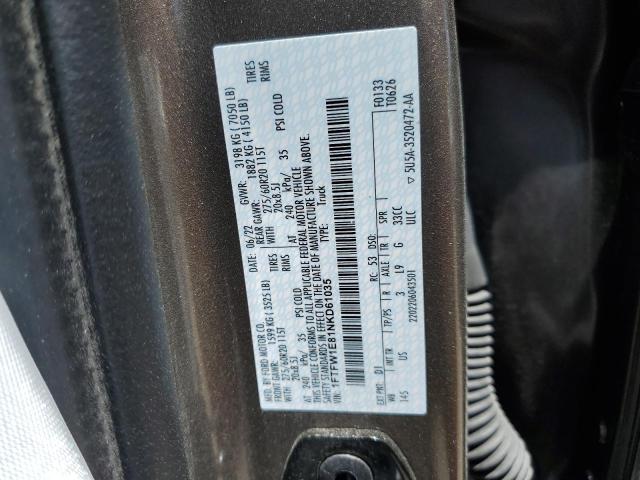 MFD. BY FORD MOTOR CO. DATE: 06/22 GVWR: 3198 KG ( 7050 LB)
FRONT GAWR: 1599 KG ( 3525 LB) REAR GAWR: 1882 KG ( 4150 LB)
WITH 275/60R20 115T TIRES WITH 275/60R20 115T TIRES
20x8.5J RIMS 20x8.5J RIMS
AT 240 kPa/ 35 PSI COLD AT 240 kPa/ 35 PSI COLD
THIS VEHICLE CONFORMS TO ALL APPLICABLE FEDERAL MOTOR VEHICLE
SAFETY STANDARDS IN EFFECT ON THE DATE OF MANUFACTURE SHOWN ABOVE.
VIN: 1FTFW1E81NKD61035 TYPE: Truck
F0133
T0626
EXT PNT: D1 RC: 53 DSO:
WB INT TR TP/PS R AXLE TR SPR
145 US 3 L9 G 33CC
2202206043501 ULC ▽ 5U5A-3520472-AA